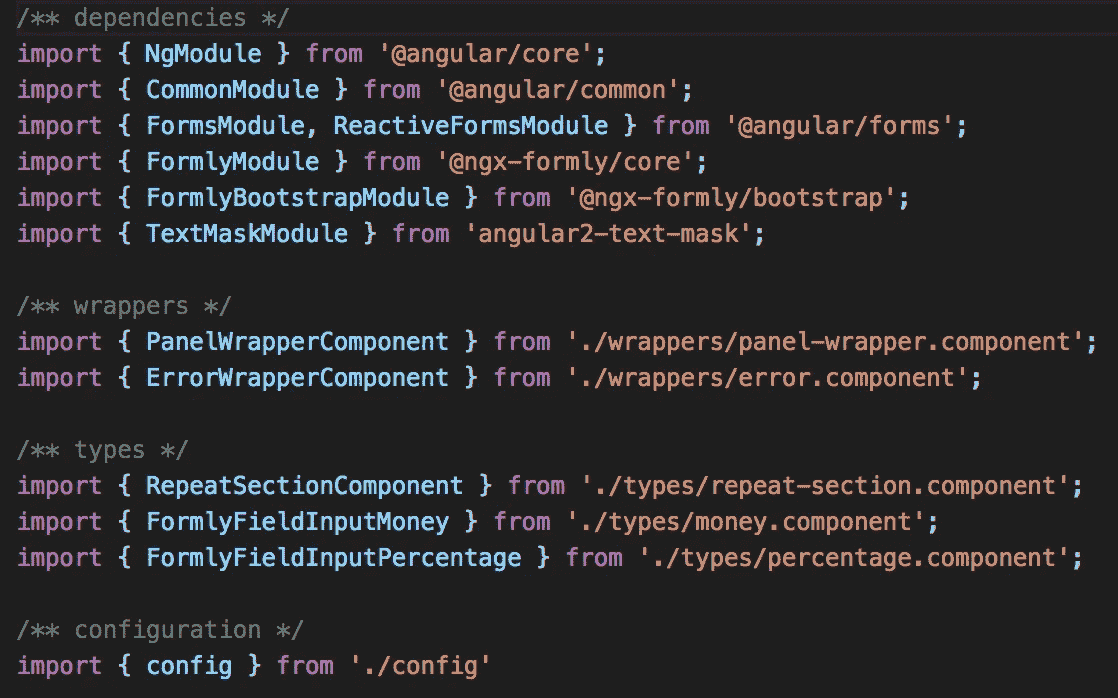 /** dependencies */
import { NgModule } from '@angular/core';
import { CommonModule } from '@angular/common';
import { FormsModule, ReactiveFormsModule } from '@angular/forms';
import { FormlyModule } from '@ngx-formly/core';
import { FormlyBootstrapModule } from '@ngx-formly/bootstrap';
import { TextMaskModule } from 'angular2-text-mask';
/** wrappers */
import { PanelWrapperComponent } from './wrappers/panel-wrapper.component';
import { ErrorWrapperComponent } from './wrappers/error.component';
/** types */
import { RepeatSectionComponent } from './types/repeat-section.component';
import { FormlyFieldInputMoney } from './types/money.component';
import { FormlyFieldInputPercentage } from './types/percentage.component';
/** configuration */
import { config } from './config'